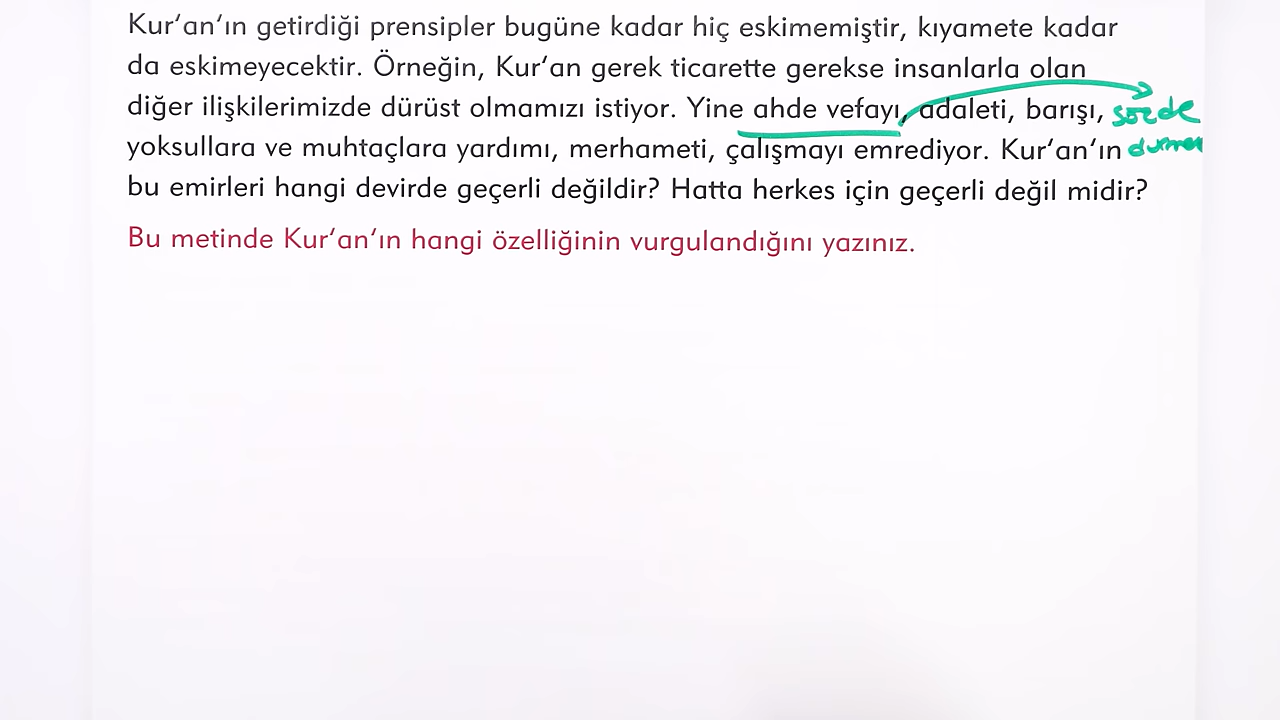 Kur'an'ın getirdiği prensipler bugüne kadar hiç eskimemiştir, kıyamete kadar
da eskimeyecektir. Örneğin, Kur'an gerek ticarette gerekse insanlarla olan
diğer ilişkilerimizde dürüst olmamızı istiyor. Yine ahde vefayı, adaleti, barışı, sözde
yoksullara ve muhtaçlara yardımı, merhameti, çalışmayı emrediyor. Kur'an'ın durma
bu emirleri hangi devirde geçerli değildir? Hatta herkes için geçerli değil midir?
Bu metinde Kur'an'ın hangi özelliğinin vurgulandığını yazınız.